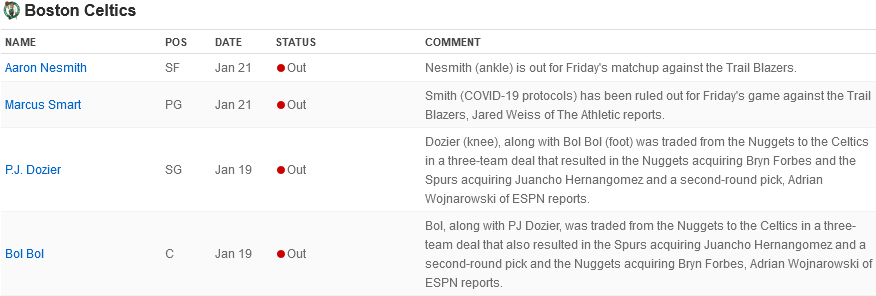 Boston Celtics
NAME POS DATE STATUS COMMENT
Aaron Nesmith SF Jan 21 Out Nesmith (ankle) is out for Friday's matchup against the Trail Blazers.
Marcus Smart PG Jan 21 Out Smith (COVID-19 protocols) has been ruled out for Friday's game against the Trail
Blazers, Jared Weiss of The Athletic reports.
P.J. Dozier SG Jan 19 Out Dozier (knee), along with Bol Bol (foot) was traded from the Nuggets to the Celtics
in a three-team deal that resulted in the Nuggets acquiring Bryn Forbes and the
Spurs acquiring Juancho Hernangomez and a second-round pick, Adrian
Wojnarowski of ESPN reports.
Bol Bol C Jan 19 Out Bol, along with PJ Dozier, was traded from the Nuggets to the Celtics in a three-
team deal that also resulted in the Spurs acquiring Juancho Hernangomez and a
second-round pick and the Nuggets acquiring Bryn Forbes, Adrian Wojnarowski of
ESPN reports.